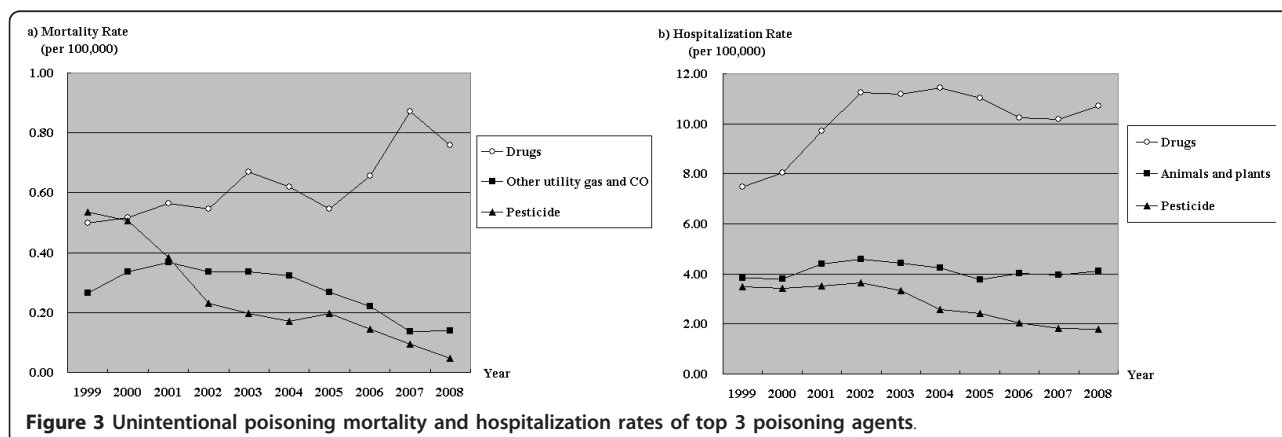 a) Mortality Rate
(per 100,000)
1.00
0.80
0.60
0.40
0.20
0.00
1999 2000 2001 2002 2003 2004 2005 2006 2007 2008
Year
Drugs
Other utility gas and CO
Pesticide
b) Hospitalization Rate
(per 100,000)
12.00
10.00
8.00
6.00
4.00
2.00
0.00
1999 2000 2001 2002 2003 2004 2005 2006 2007 2008
Year
Drugs
Animals and plants
Pesticide
Figure 3 Unintentional poisoning mortality and hospitalization rates of top 3 poisoning agents.